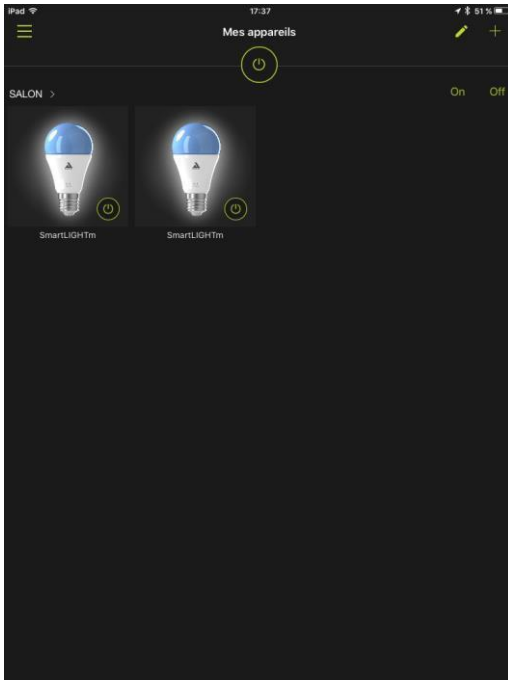 iPad 17:37 51 %
Mes appareils
SALON > On Off
SmartLIGHTm SmartLIGHTm